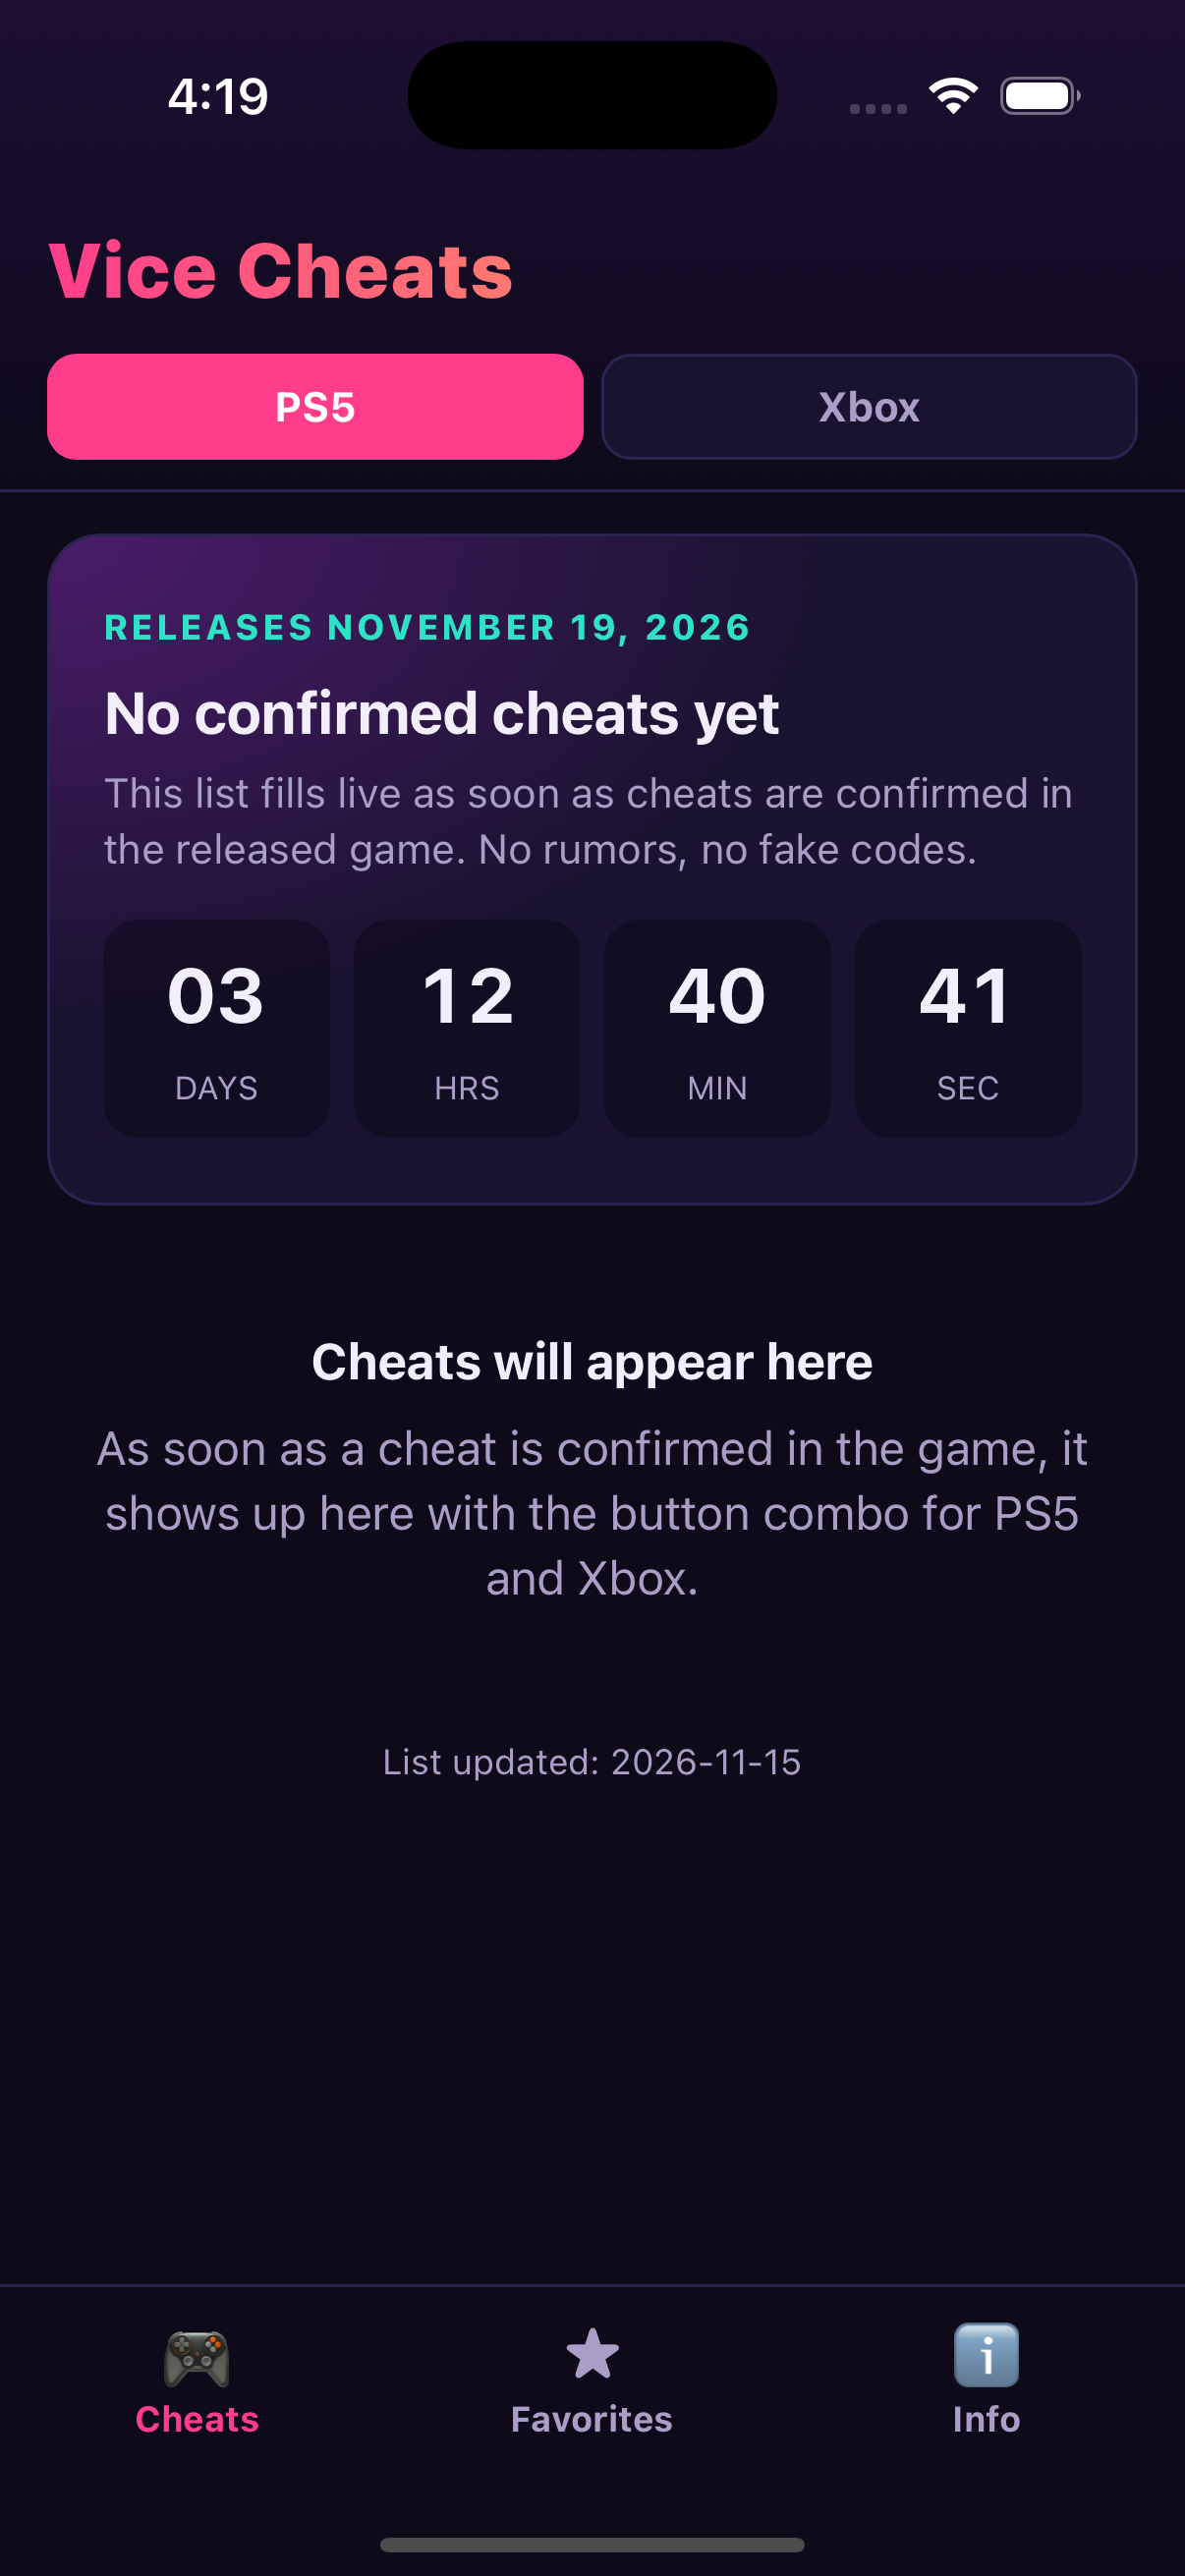 4:19
Vice Cheats
PS5
Xbox
RELEASES NOVEMBER 19, 2026
No confirmed cheats yet
This list fills live as soon as cheats are confirmed in
the released game. No rumors, no fake codes.
03
12
40
41
DAYS
HRS
MIN
SEC
Cheats will appear here
As soon as a cheat is confirmed in the game, it
shows up here with the button combo for PS5
and Xbox.
List updated: 2026-11-15
Cheats
Favorites
Info